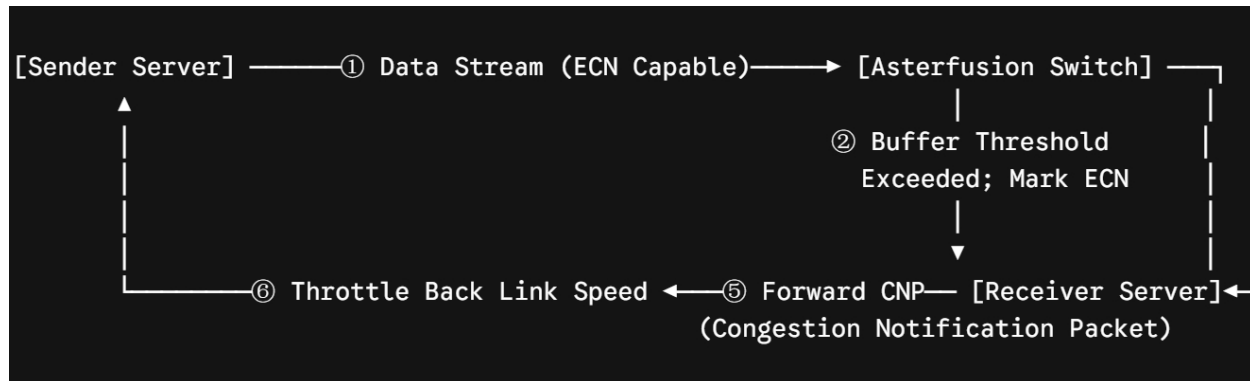 [Sender Server] ① Data Stream (ECN Capable) [Asterfusion Switch]
② Buffer Threshold
Exceeded; Mark ECN
⑥ Throttle Back Link Speed ⑤ Forward CNP [Receiver Server]
(Congestion Notification Packet)